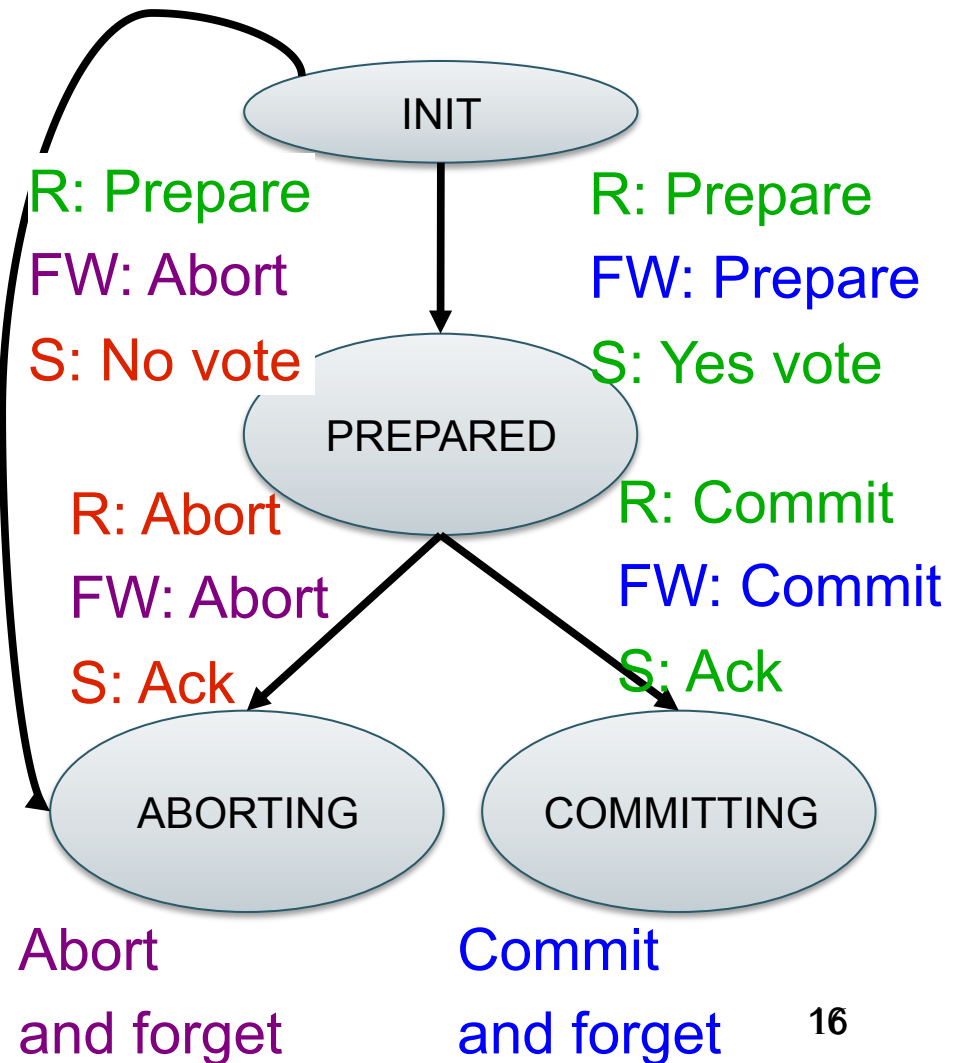 INIT
R: Prepare
FW: Abort
S: No vote
R: Prepare
FW: Prepare
S: Yes vote
PREPARED
R: Abort
FW: Abort
S: Ack
R: Commit
FW: Commit
S: Ack
ABORTING
COMMITTING
Abort
and forget
Commit
and forget
16